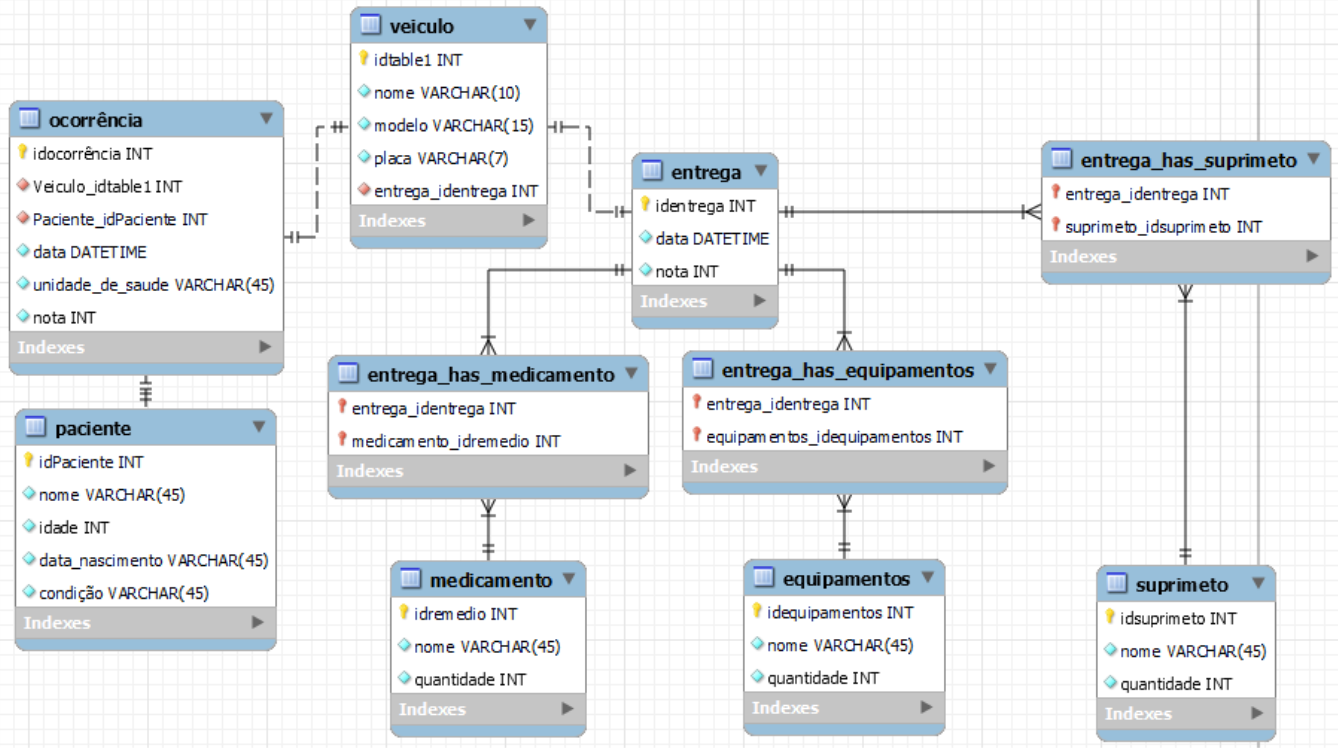 veiculo
idtable1 INT
nome VARCHAR(10)
modelo VARCHAR(15)
placa VARCHAR(7)
entrega_identrega INT
Indexes
ocorrência
idocorrência INT
Veiculo_idtable1 INT
Paciente_idPaciente INT
data DATETIME
unidade_de_saude VARCHAR(45)
nota INT
Indexes
entrega
identrega INT
data DATETIME
nota INT
Indexes
entrega_has_suprimeto
entrega_identrega INT
suprimeto_idsuprimeto INT
Indexes
entrega_has_medicamento
entrega_identrega INT
medicamento_idremedio INT
Indexes
entrega_has_equipamentos
entrega_identrega INT
equipamentos_idequipamentos INT
Indexes
paciente
idPaciente INT
nome VARCHAR(45)
idade INT
data_nascimento VARCHAR(45)
condição VARCHAR(45)
Indexes
medicamento
idremedio INT
nome VARCHAR(45)
quantidade INT
Indexes
equipamentos
idequipamentos INT
nome VARCHAR(45)
quantidade INT
Indexes
suprimeto
idsuprimeto INT
nome VARCHAR(45)
quantidade INT
Indexes